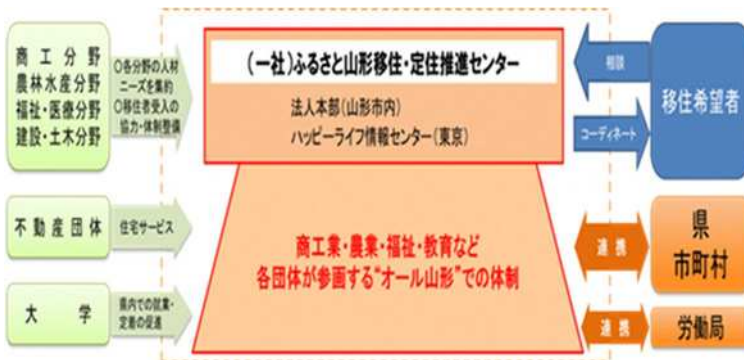 商工分野
農林水産分野
福祉・医療分野
建設・土木分野
○各分野の人材
ニーズを集約
○移住者受入の
協力・体制整備
(一社)ふるさと山形移住・定住推進センター
法人本部(山形市内)
ハッピーライフ情報センター(東京)
相談
コーディネート
移住希望者
不動産団体
住宅サービス
商工業・農業・福祉・教育など
各団体が参画する“オール山形”での体制
連携
県
市町村
大学
県内での就業・
定着の促進
連携
労働局